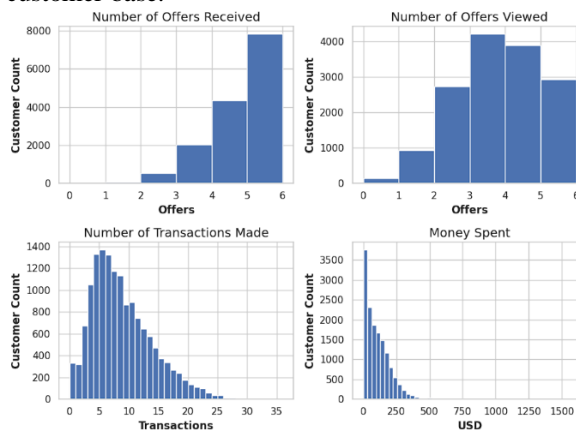 Number of Offers Received
8000
6000
4000
2000
0
Customer Count
0 1 2 3 4 5 6
Offers
Number of Offers Viewed
4000
3000
2000
1000
0
Customer Count
0 1 2 3 4 5 6
Offers
Number of Transactions Made
1400
1200
1000
800
600
400
200
0
Customer Count
0 5 10 15 20 25 30 35
Transactions
Money Spent
3500
3000
2500
2000
1500
1000
500
0
Customer Count
0 250 500 750 1000 1250 1500
USD